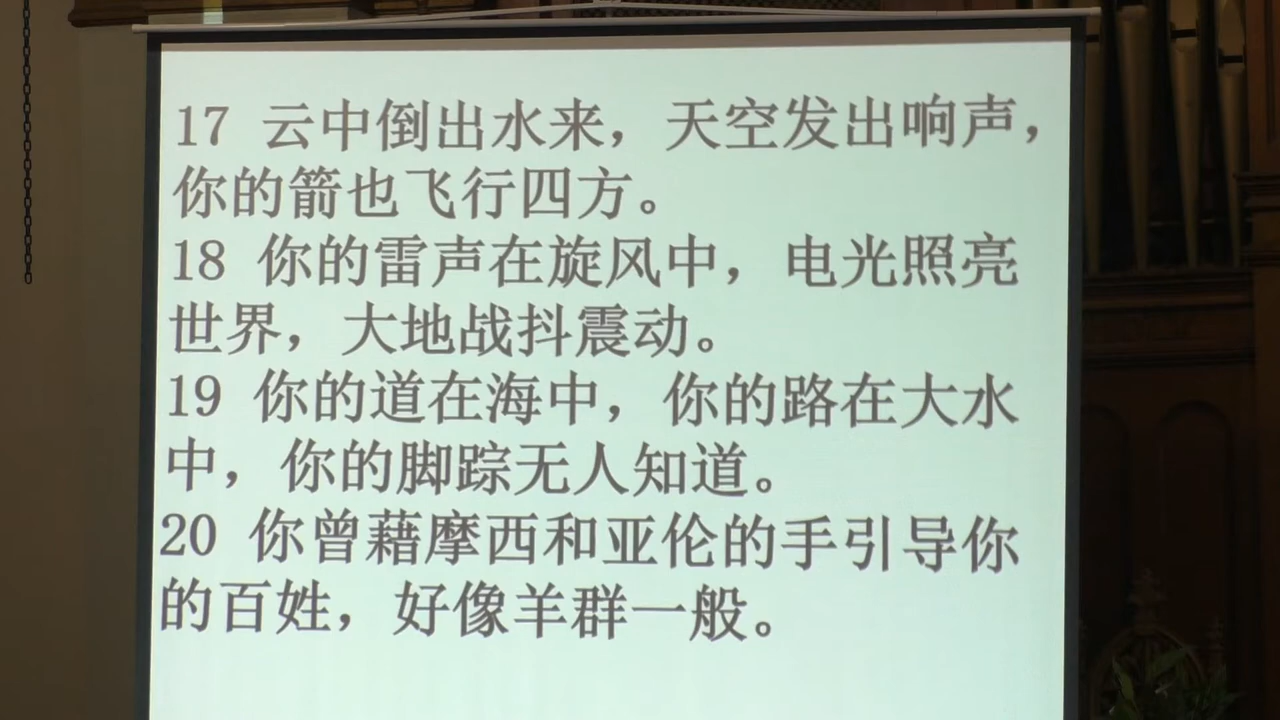 17 云中倒出水来，天空发出响声，
你的箭也飞行四方。
18 你的雷声在旋风中，电光照亮
世界，大地战抖震动。
19 你的道在海中，你的路在大水
中，你的脚踪无人知道。
20 你曾藉摩西和亚伦的手引导你
的百姓，好像羊群一般。